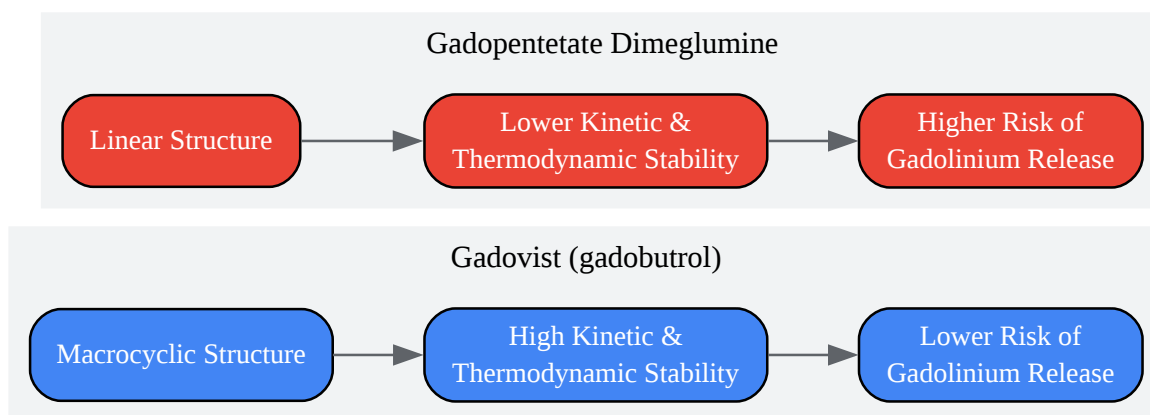 Gadopentetate Dimeglumine
Linear Structure
Lower Kinetic &
Thermodynamic Stability
Higher Risk of
Gadolinium Release
Gadovist (gadobutrol)
Macrocyclic Structure
High Kinetic &
Thermodynamic Stability
Lower Risk of
Gadolinium Release